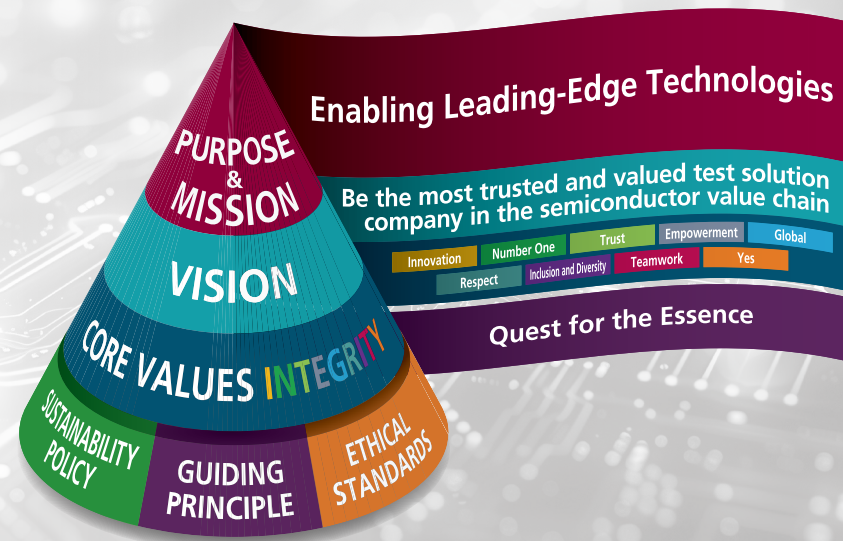 PURPOSE
&
MISSION
Enabling Leading-Edge Technologies
VISION
Be the most trusted and valued test solution
company in the semiconductor value chain
CORE VALUES INTEGRITY
Innovation Number One Trust Empowerment Global
Respect Inclusion and Diversity Teamwork Yes
SUSTAINABILITY
POLICY
GUIDING
PRINCIPLE
Quest for the Essence
ETHICAL
STANDARDS